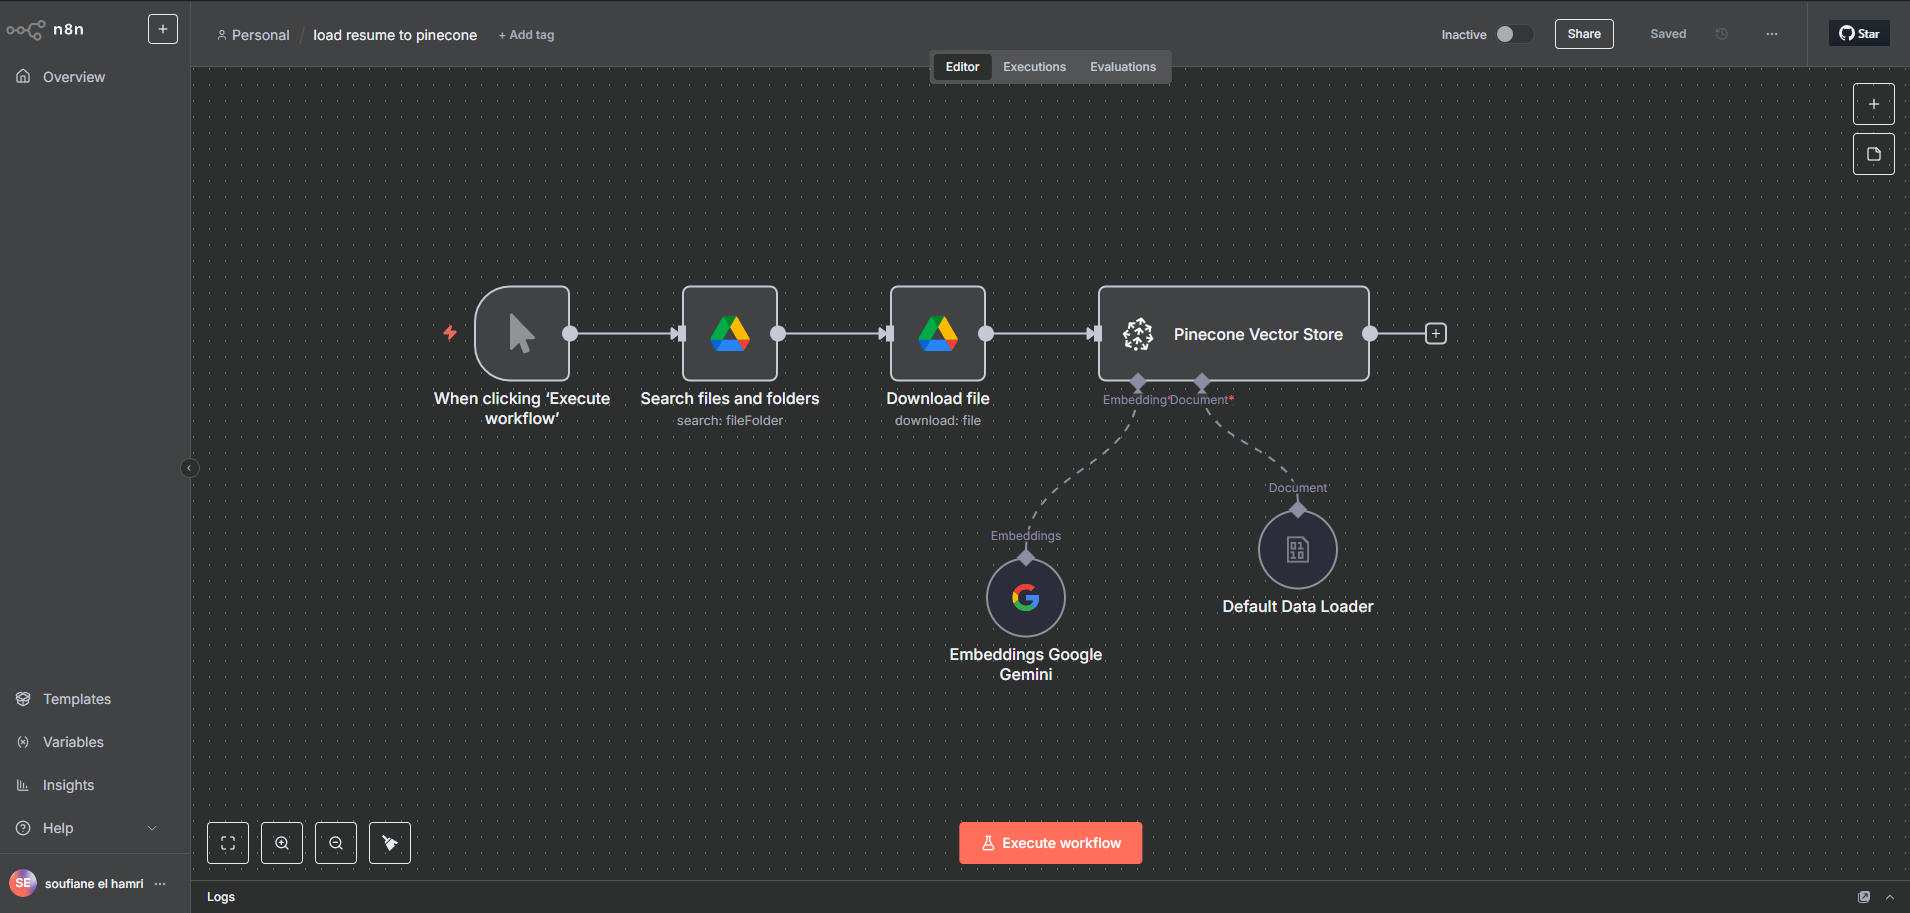 n8n
Personal / load resume to pinecone + Add tag
Inactive
Share
Saved
Star
Editor
Executions
Evaluations
Overview
When clicking ‘Execute
workflow’
Search files and folders
search: fileFolder
Download file
download: file
Pinecone Vector Store
Embedding*
Document*
Embeddings
Embeddings Google
Gemini
Document
0110
Default Data Loader
Templates
Variables
Insights
Help
Execute workflow
SE
soufiane el hamri
Logs